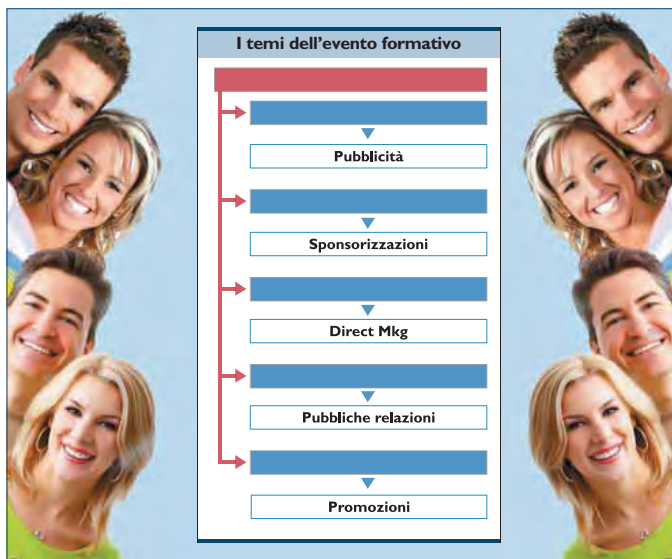 I temi dell'evento formativo
Pubblicità
Sponsorizzazioni
Direct Mkg
Pubbliche relazioni
Promozioni